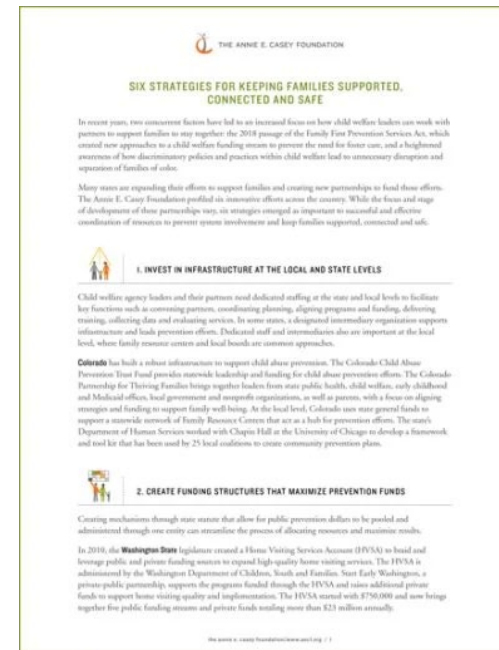 THE ANNIE E. CASEY FOUNDATION
SIX STRATEGIES FOR KEEPING FAMILIES SUPPORTED,
CONNECTED AND SAFE
In recent years, two concurrent factors have led to an increased focus on how child welfare leaders can work with
partners to support families to stay together: the 2018 passage of the Family First Prevention Services Act, which
created new approaches to a child welfare funding stream to prevent the need for foster care, and a heightened
awareness of how discriminatory policies and practices within child welfare lead to unnecessary disruption and
separation of families of color.
Many states are expanding their efforts to support families and creating new partnerships to fund those efforts.
The Annie E. Casey Foundation profiled six innovative efforts across the country. While the focus and stage
of development of these partnerships vary, six strategies emerged as important to successful and effective
coordination of resources to prevent system involvement and keep families supported, connected and safe.
1. INVEST IN INFRASTRUCTURE AT THE LOCAL AND STATE LEVELS
Child welfare agency leaders and their partners need dedicated staffing at the state and local levels to facilitate
key functions such as convening partners, coordinating planning, aligning programs and funding, delivering
training, collecting data and evaluating services. In some states, a designated intermediary organization supports
infrastructure and leads prevention efforts. Dedicated staff and intermediaries also are important at the local
level, where family resource centers and local boards are common approaches.
Colorado has built a robust infrastructure to support child abuse prevention. The Colorado Child Abuse
Prevention Trust Fund provides statewide leadership and funding for child abuse prevention efforts. The Colorado
Partnership for Thriving Families brings together leaders from state public health, child welfare, early childhood
and Medicaid offices, local government and nonprofit organizations, as well as parents, with a focus on aligning
strategies and funding to support family well-being. At the local level, Colorado uses state general funds to
support a statewide network of Family Resource Centers that act as a hub for prevention efforts. The state's
Department of Human Services worked with Chapin Hall at the University of Chicago to develop a framework
and tool kit that has been used by 25 local coalitions to create community prevention plans.
2. CREATE FUNDING STRUCTURES THAT MAXIMIZE PREVENTION FUNDS
Creating mechanisms through state statute that allow for public prevention dollars to be pooled and
administered through one entity can streamline the process of allocating resources and maximize results.
In 2010, the Washington State legislature created a Home Visiting Services Account (HVSA) to braid and
leverage public and private funding sources to expand high-quality home visiting services. The HVSA is
administered by the Washington Department of Children, Youth and Families. Start Early Washington, a
private-public partnership, supports the programs funded through the HVSA and raises additional private
funds to support home visiting quality and implementation. The HVSA started with $750,000 and now brings
together five public funding streams and private funds totaling more than $23 million annually.
the annie e. casey foundation/www.aecf.org / 1